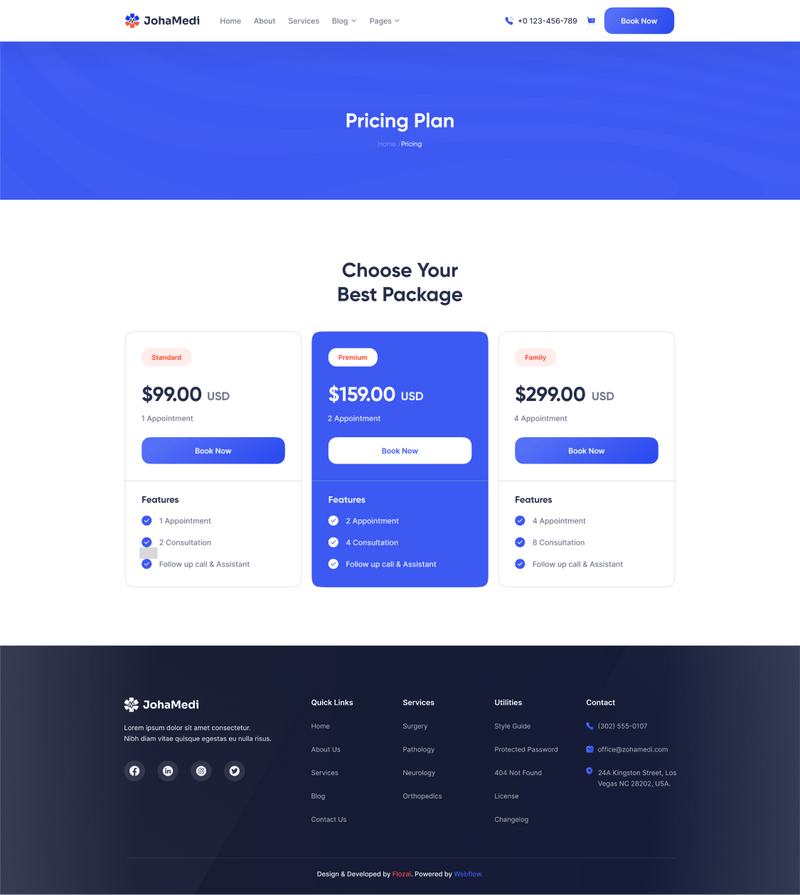 JohaMedi
Home
About
Services
Blog
Pages
+0 123-456-789
Book Now
Pricing Plan
Home / Pricing
Choose Your
Best Package
Standard
$99.00 USD
1 Appointment
Book Now
Features
1 Appointment
2 Consultation
Follow up call & Assistant
Premium
$159.00 USD
2 Appointment
Book Now
Features
2 Appointment
4 Consultation
Follow up call & Assistant
Family
$299.00 USD
4 Appointment
Book Now
Features
4 Appointment
8 Consultation
Follow up call & Assistant
JohaMedi
Lorem ipsum dolor sit amet consectetur.
Nibh diam vitae quisque egestas eu nulla risus.
Quick Links
Home
About Us
Services
Blog
Contact Us
Services
Surgery
Pathology
Neurology
Orthopedics
Utilities
Style Guide
Protected Password
404 Not Found
License
Changelog
Contact
(302) 555-0107
office@zohamedi.com
24A Kingston Street, Los
Vegas NC 28202, USA.
Design & Developed by Flozai. Powered by Webflow.